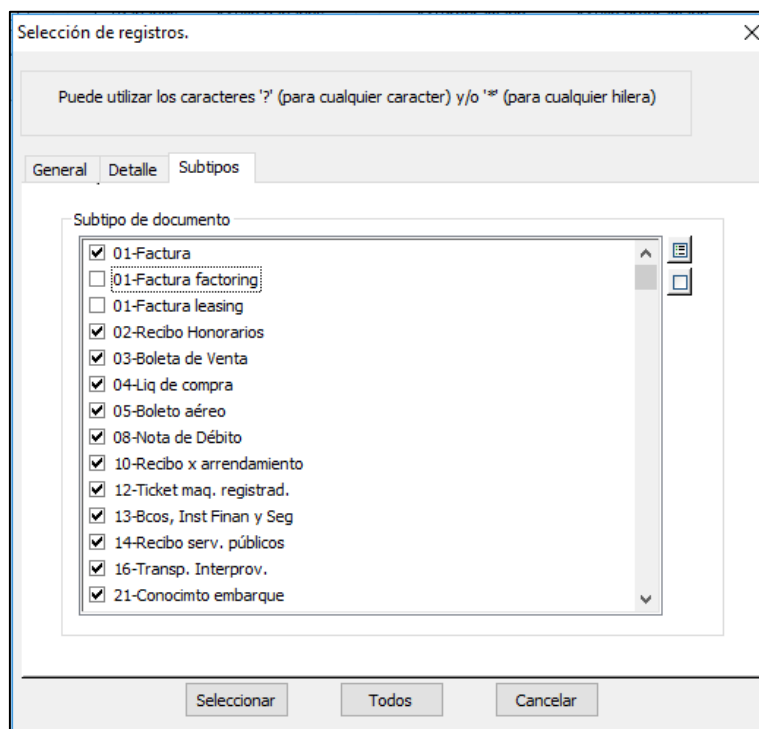 Selección de registros.
Puede utilizar los caracteres '?' (para cualquier caracter) y/o '*' (para cualquier hilera)
General Detalle Subtipos
Subtipo de documento
01-Factura
01-Factura factoring
01-Factura leasing
02-Recibo Honorarios
03-Boleta de Venta
04-Liq de compra
05-Boleto aéreo
08-Nota de Débito
10-Recibo x arrendamiento
12-Ticket maq. registrad.
13-Bcos, Inst Finan y Seg
14-Recibo serv. públicos
16-Transp. Interprov.
21-Conocimto embarque
Seleccionar Todos Cancelar